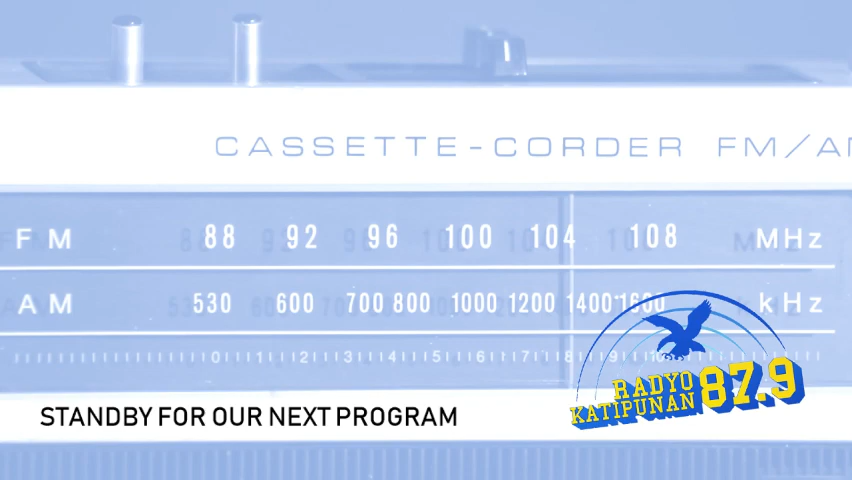 CASSETTE-CORDER FM/AM
FM 88 92 96 100 104 108 MHz
AM 530 600 700 800 1000 1200 1400 1600 kHz
0 1 2 3 4 5 6 7 8 9 10
RADYO
KATIPUNAN 87.9
STANDBY FOR OUR NEXT PROGRAM